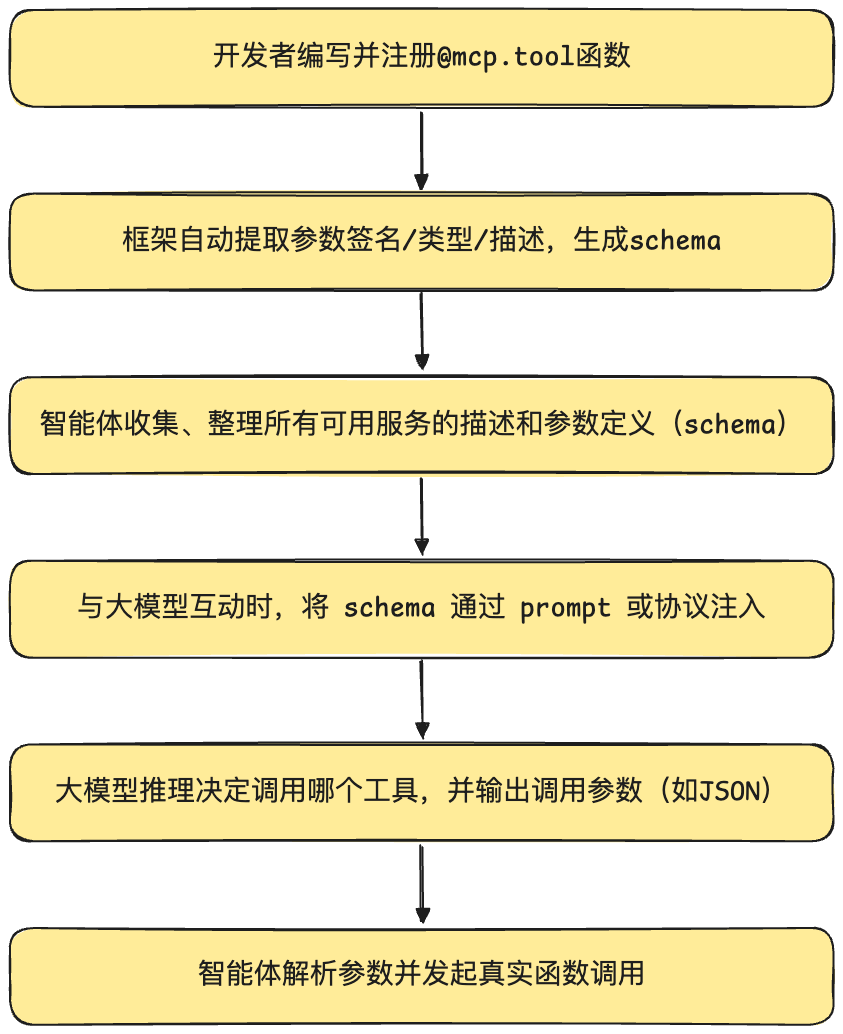 开发者编写并注册@mcp.tool函数
框架自动提取参数签名/类型/描述，生成schema
智能体收集、整理所有可用服务的描述和参数定义（schema）
与大模型互动时，将 schema 通过 prompt 或协议注入
大模型推理决定调用哪个工具，并输出调用参数（如JSON）
智能体解析参数并发起真实函数调用